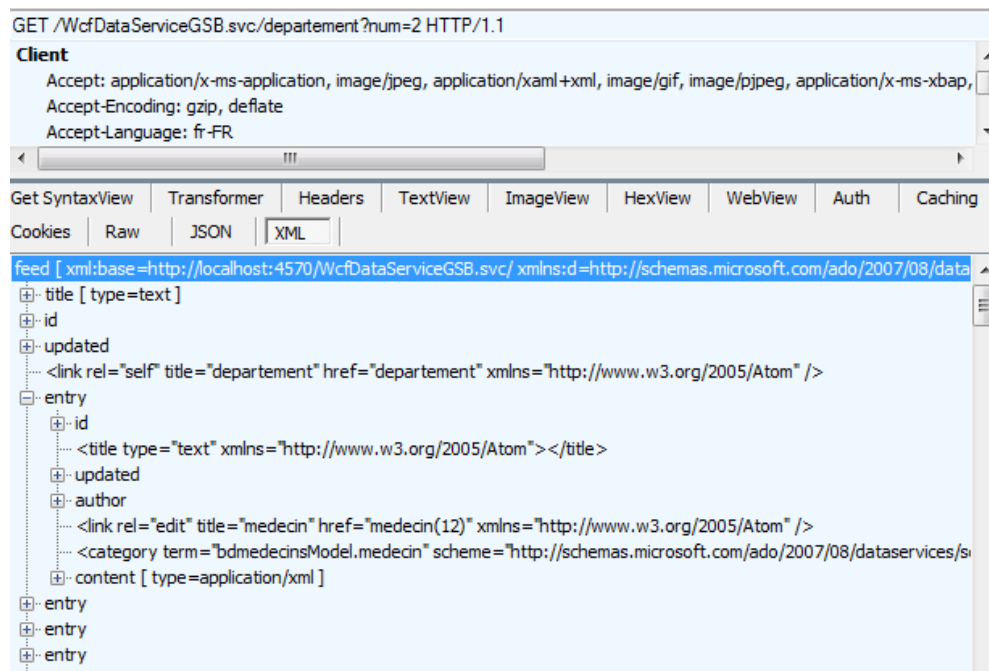 GET /WcfDataServiceGSB.svc/departement?num=2 HTTP/1.1
Client
Accept: application/x-ms-application, image/jpeg, application/xaml+xml, image/gif, image/pjpeg, application/x-ms-xbap,
Accept-Encoding: gzip, deflate
Accept-Language: fr-FR
Get SyntaxView Transformer Headers TextView ImageView HexView WebView Auth Caching
Cookies Raw JSON XML
feed [ xml:base=http://localhost:4570/WcfDataServiceGSB.svc/ xmlns:d=http://schemas.microsoft.com/ado/2007/08/data
title [ type=text ]
id
updated
<link rel="self" title="departement" href="departement" xmlns="http://www.w3.org/2005/Atom" />
entry
id
<title type="text" xmlns="http://www.w3.org/2005/Atom"></title>
updated
author
<link rel="edit" title="medecin" href="medecin(12)" xmlns="http://www.w3.org/2005/Atom" />
<category term="bdmedecinsModel.medecin" scheme="http://schemas.microsoft.com/ado/2007/08/dataservices/s
content [ type=application/xml ]
entry
entry
entry